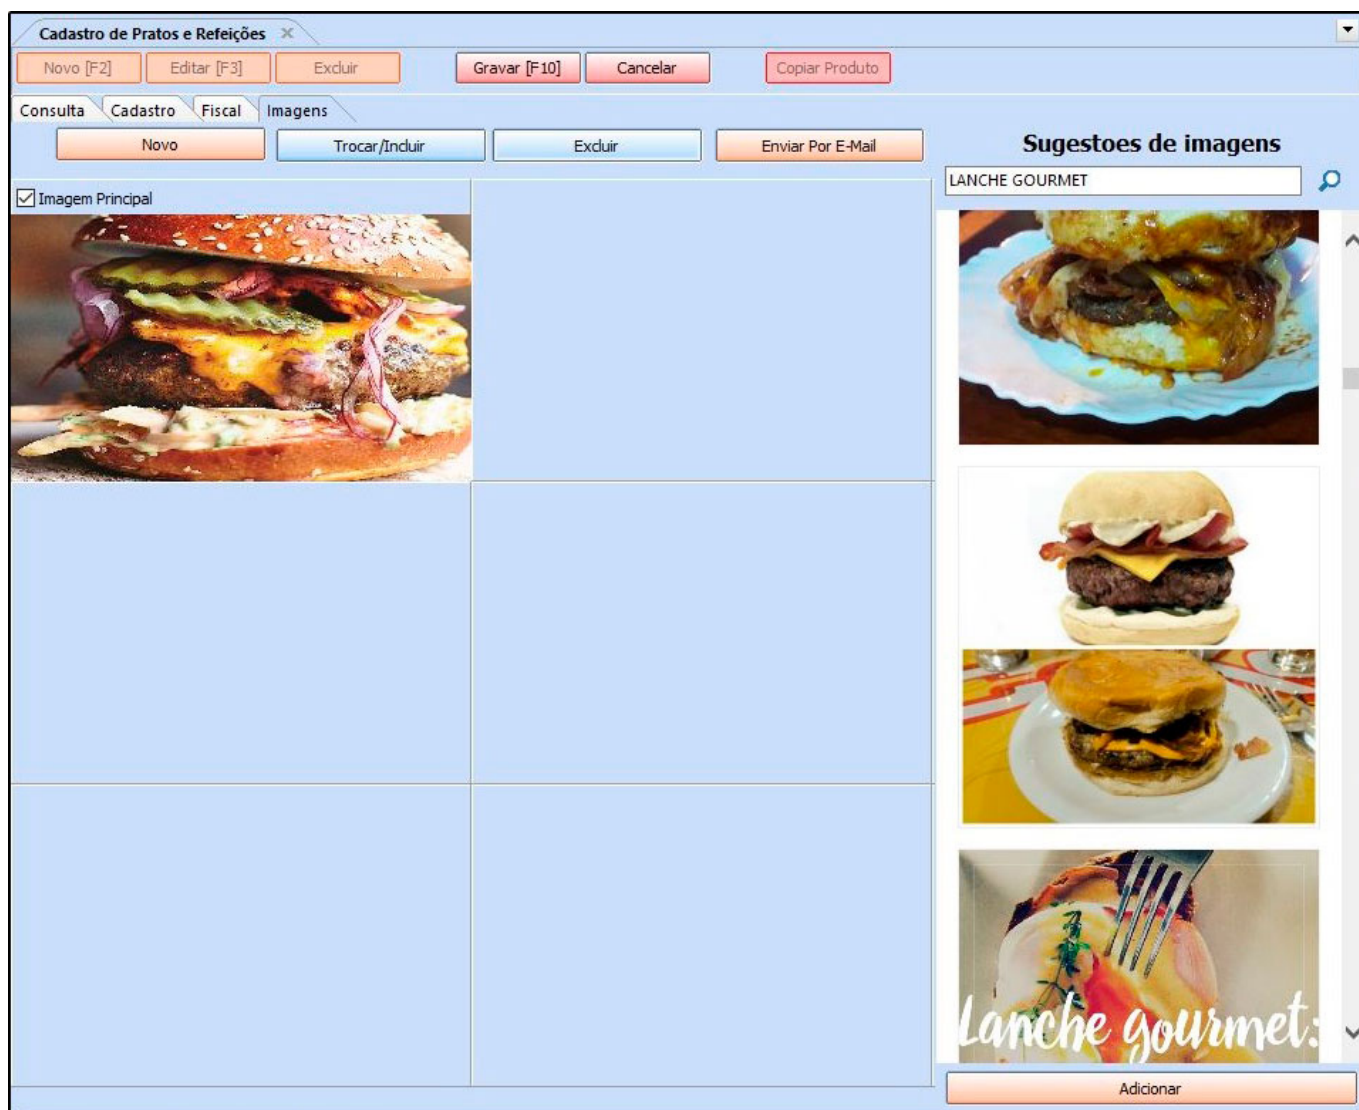 Cadastro de Pratos e Refeições
Novo [F2] Editar [F3] Excluir Gravar [F10] Cancelar Copiar Produto
Consulta Cadastro Fiscal Imagens
Novo Trocar/Incluir Excluir Enviar Por E-Mail
Sugestoes de imagens
LANCHE GOURMET
Imagem Principal
Lanche gourmet:
Adicionar